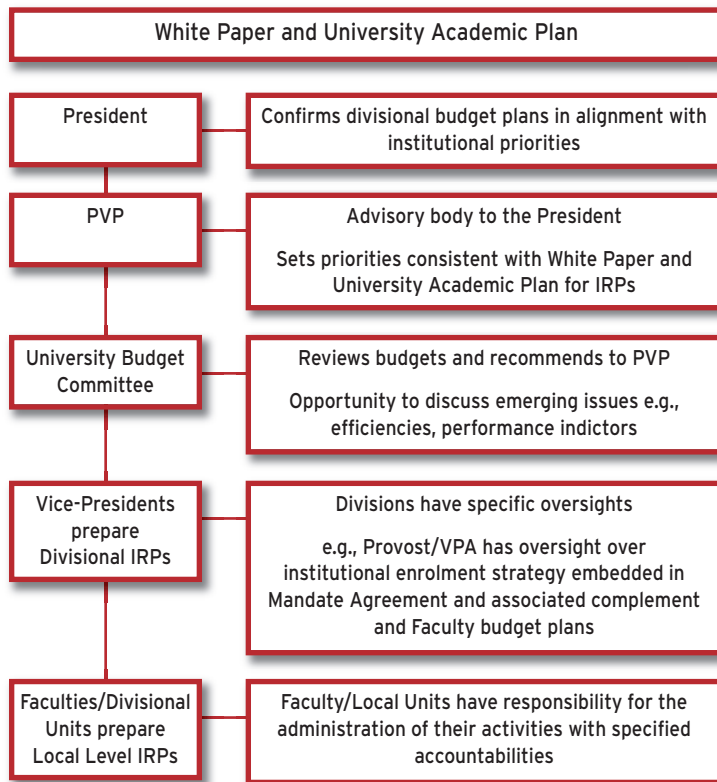 White Paper and University Academic Plan
President
Confirms divisional budget plans in alignment with
institutional priorities
PVP
Advisory body to the President
Sets priorities consistent with White Paper and
University Academic Plan for IRPs
University Budget
Committee
Reviews budgets and recommends to PVP
Opportunity to discuss emerging issues e.g.,
efficiencies, performance indictors
Vice-Presidents
prepare
Divisional IRPs
Divisions have specific oversights
e.g., Provost/VPA has oversight over
institutional enrolment strategy embedded in
Mandate Agreement and associated complement
and Faculty budget plans
Faculties/Divisional
Units prepare
Local Level IRPs
Faculty/Local Units have responsibility for the
administration of their activities with specified
accountabilities